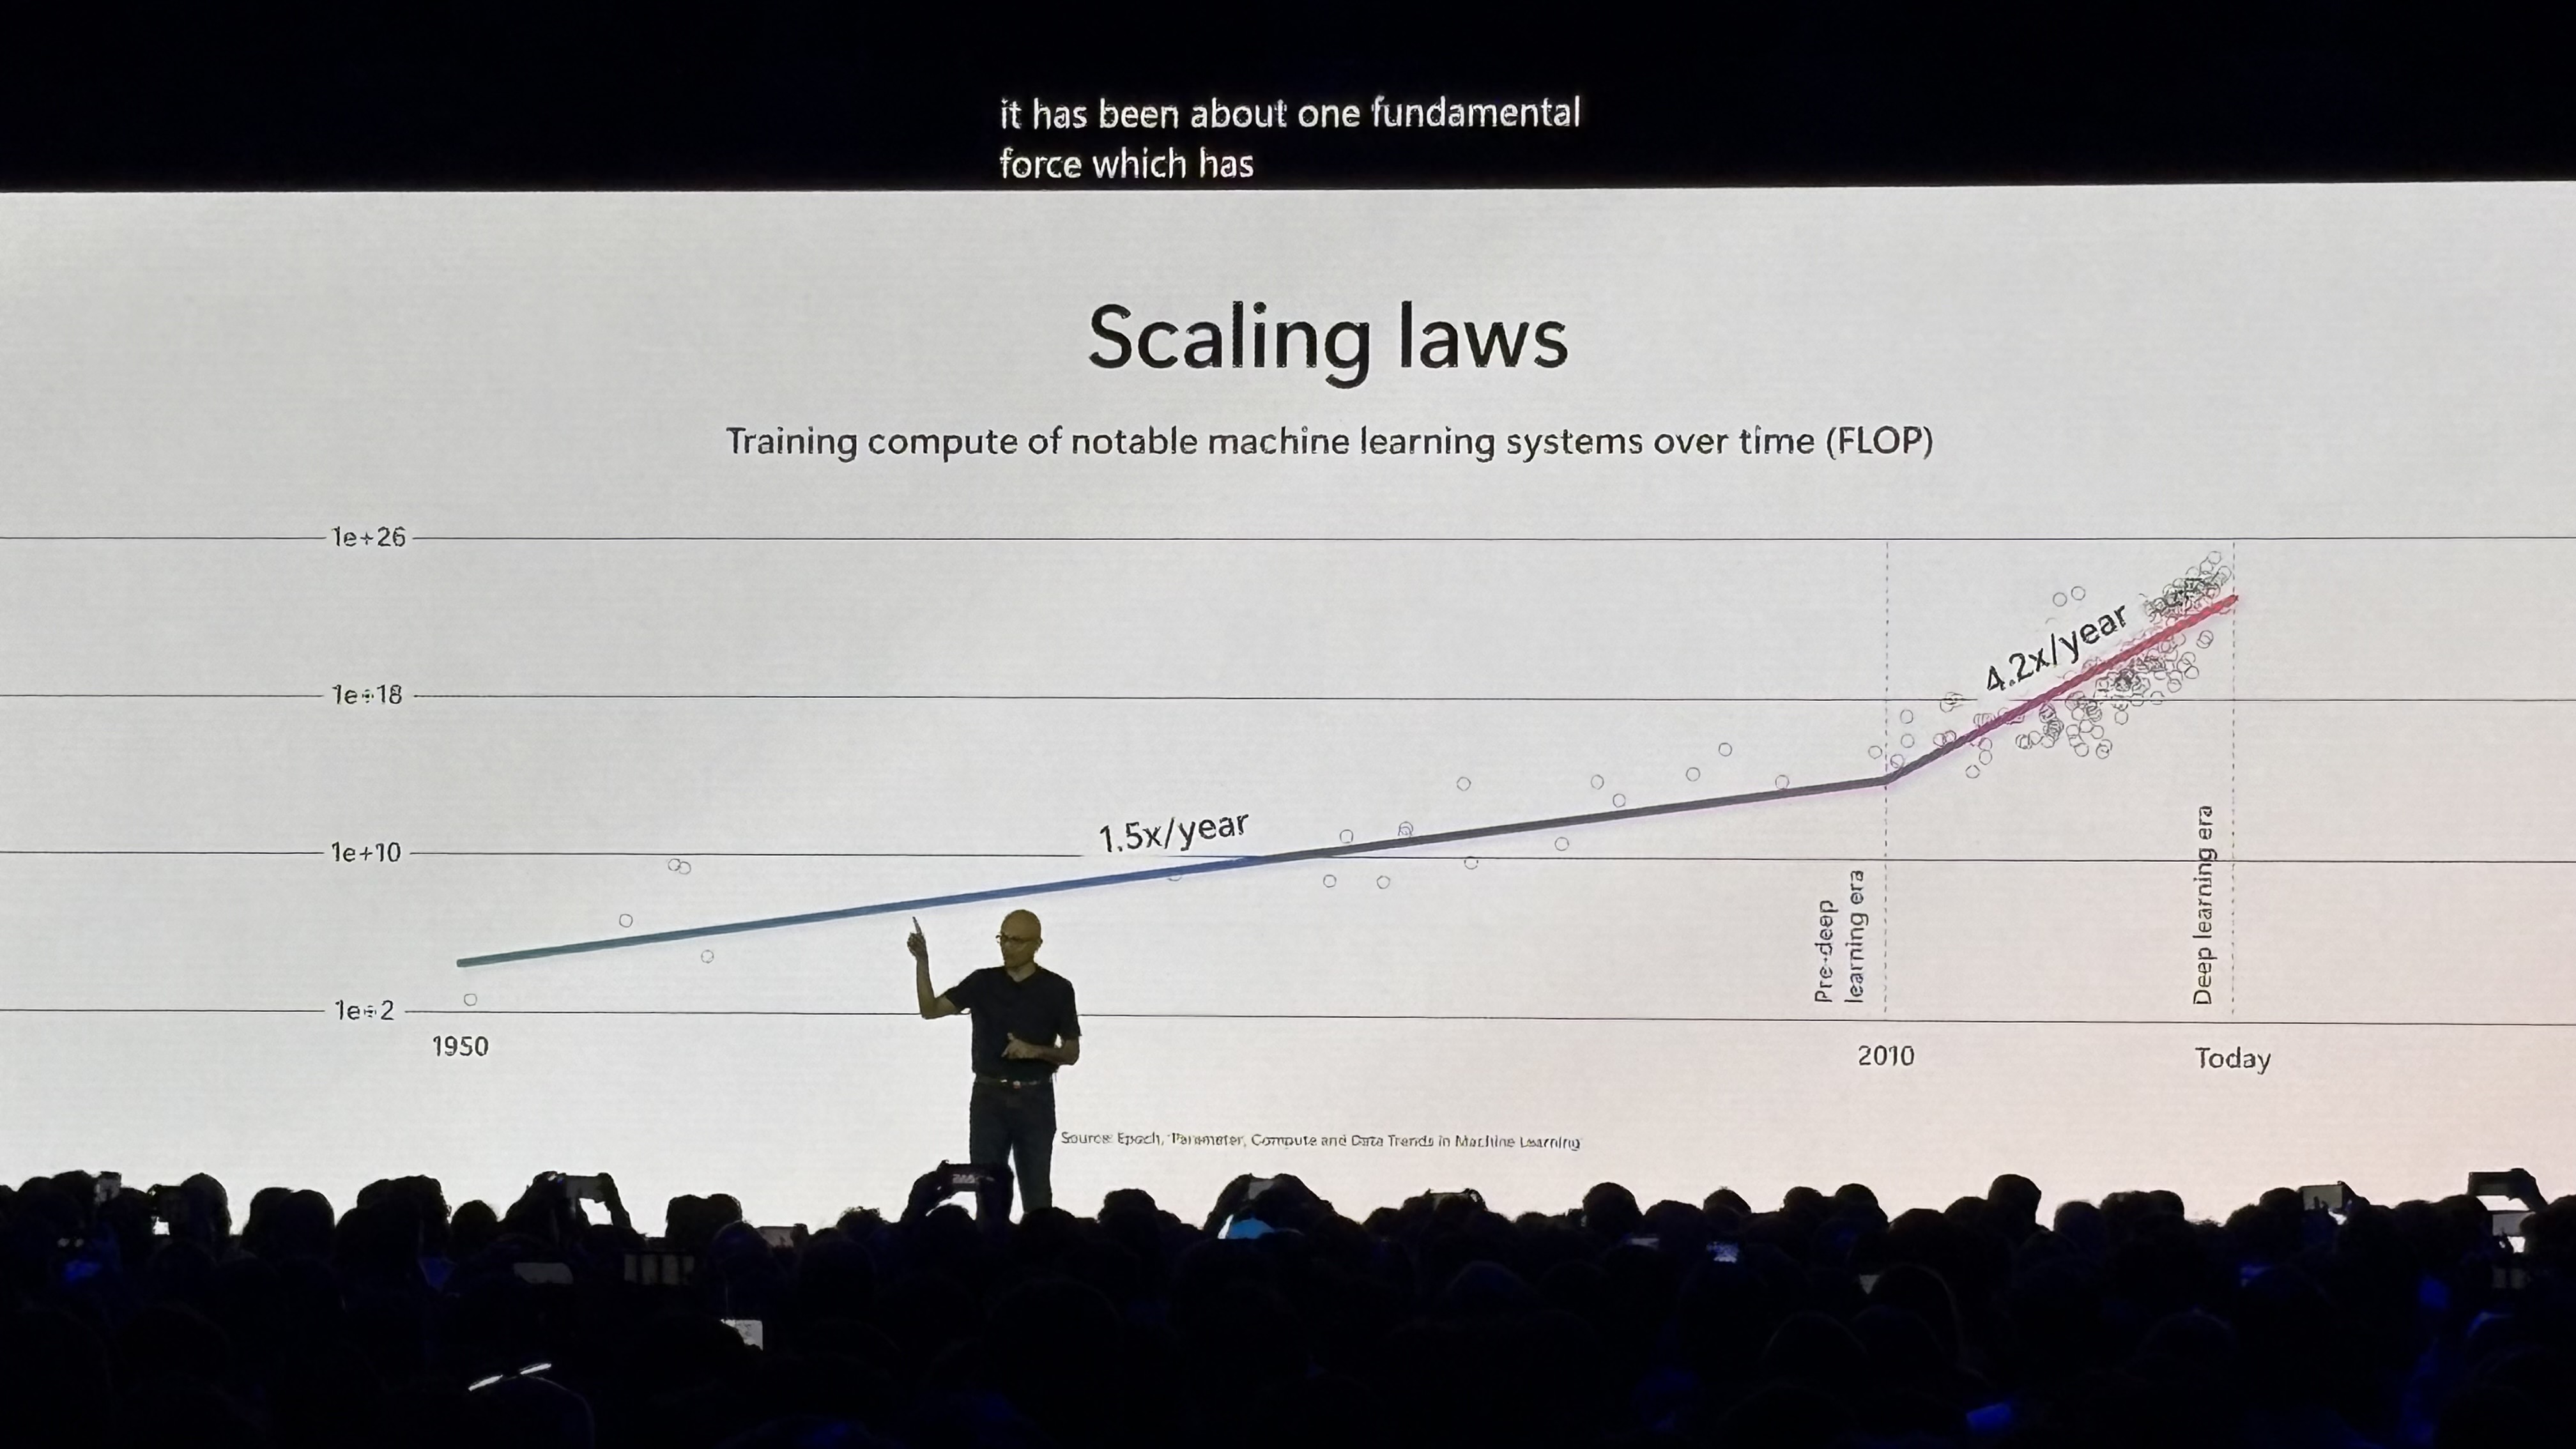 it has been about one fundamental
force which has
Scaling laws
Training compute of notable machine learning systems over time (FLOP)
1e+26
1e+18
1e+10
1e+2
4.2x/year
1.5x/year
Pre-deep
learning era
Deep learning era
1950
2010
Today
Source: Epoch, 'Parameter, Compute and Data Trends in Machine Learning'